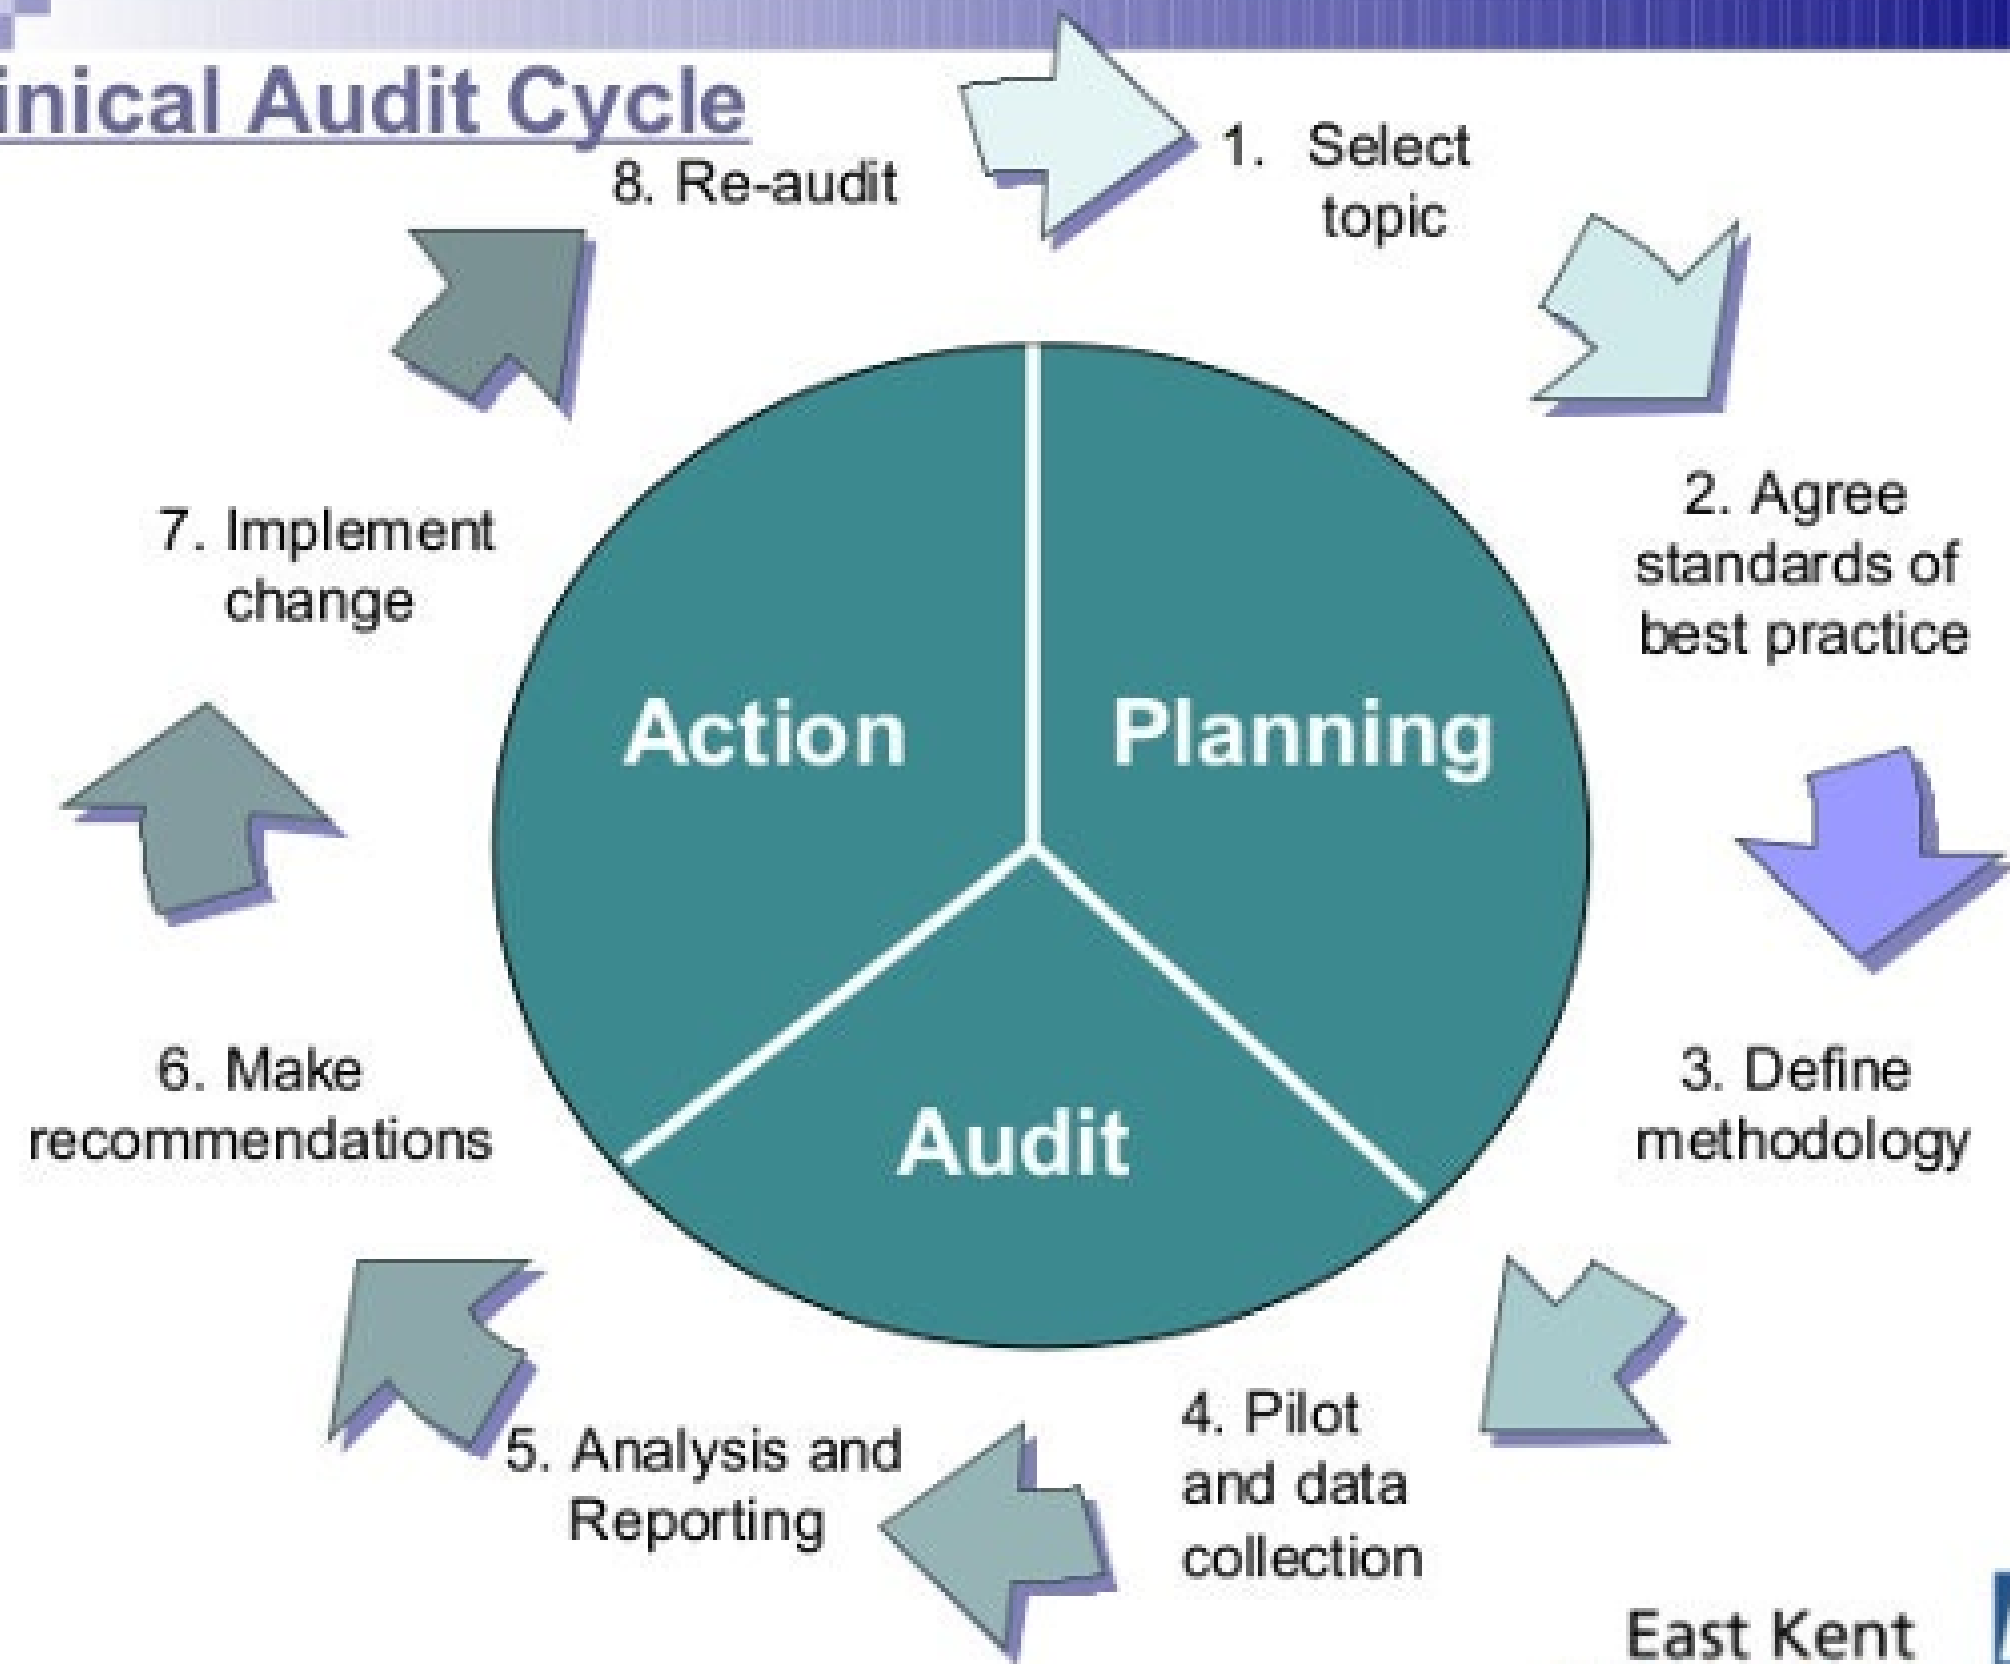 inical Audit Cycle
8. Re-audit
1. Select
topic
2. Agree
standards of
best practice
3. Define
methodology
4. Pilot
and data
collection
5. Analysis and
Reporting
6. Make
recommendations
7. Implement
change
Action
Planning
Audit
East Kent